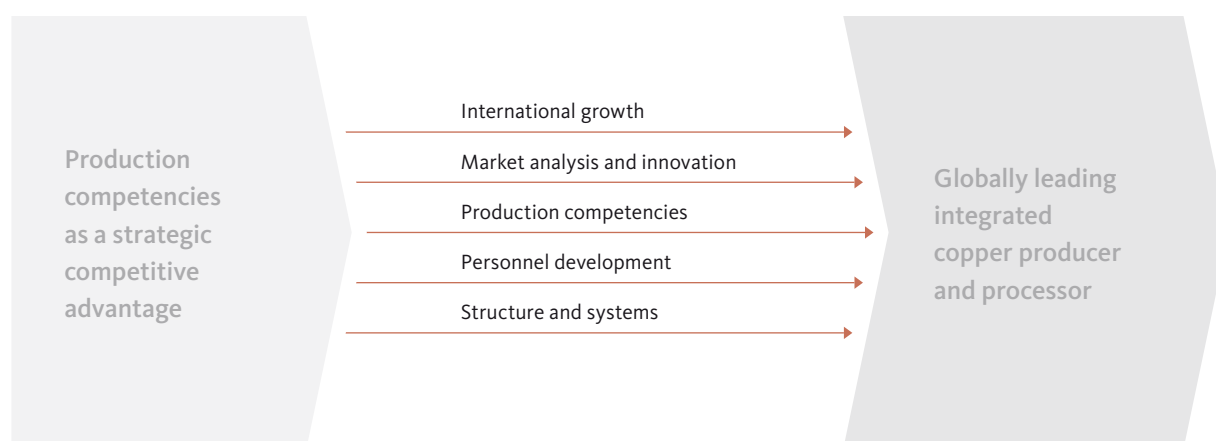 Production
competencies
as a strategic
competitive
advantage
International growth
Market analysis and innovation
Production competencies
Personnel development
Structure and systems
Globally leading
integrated
copper producer
and processor